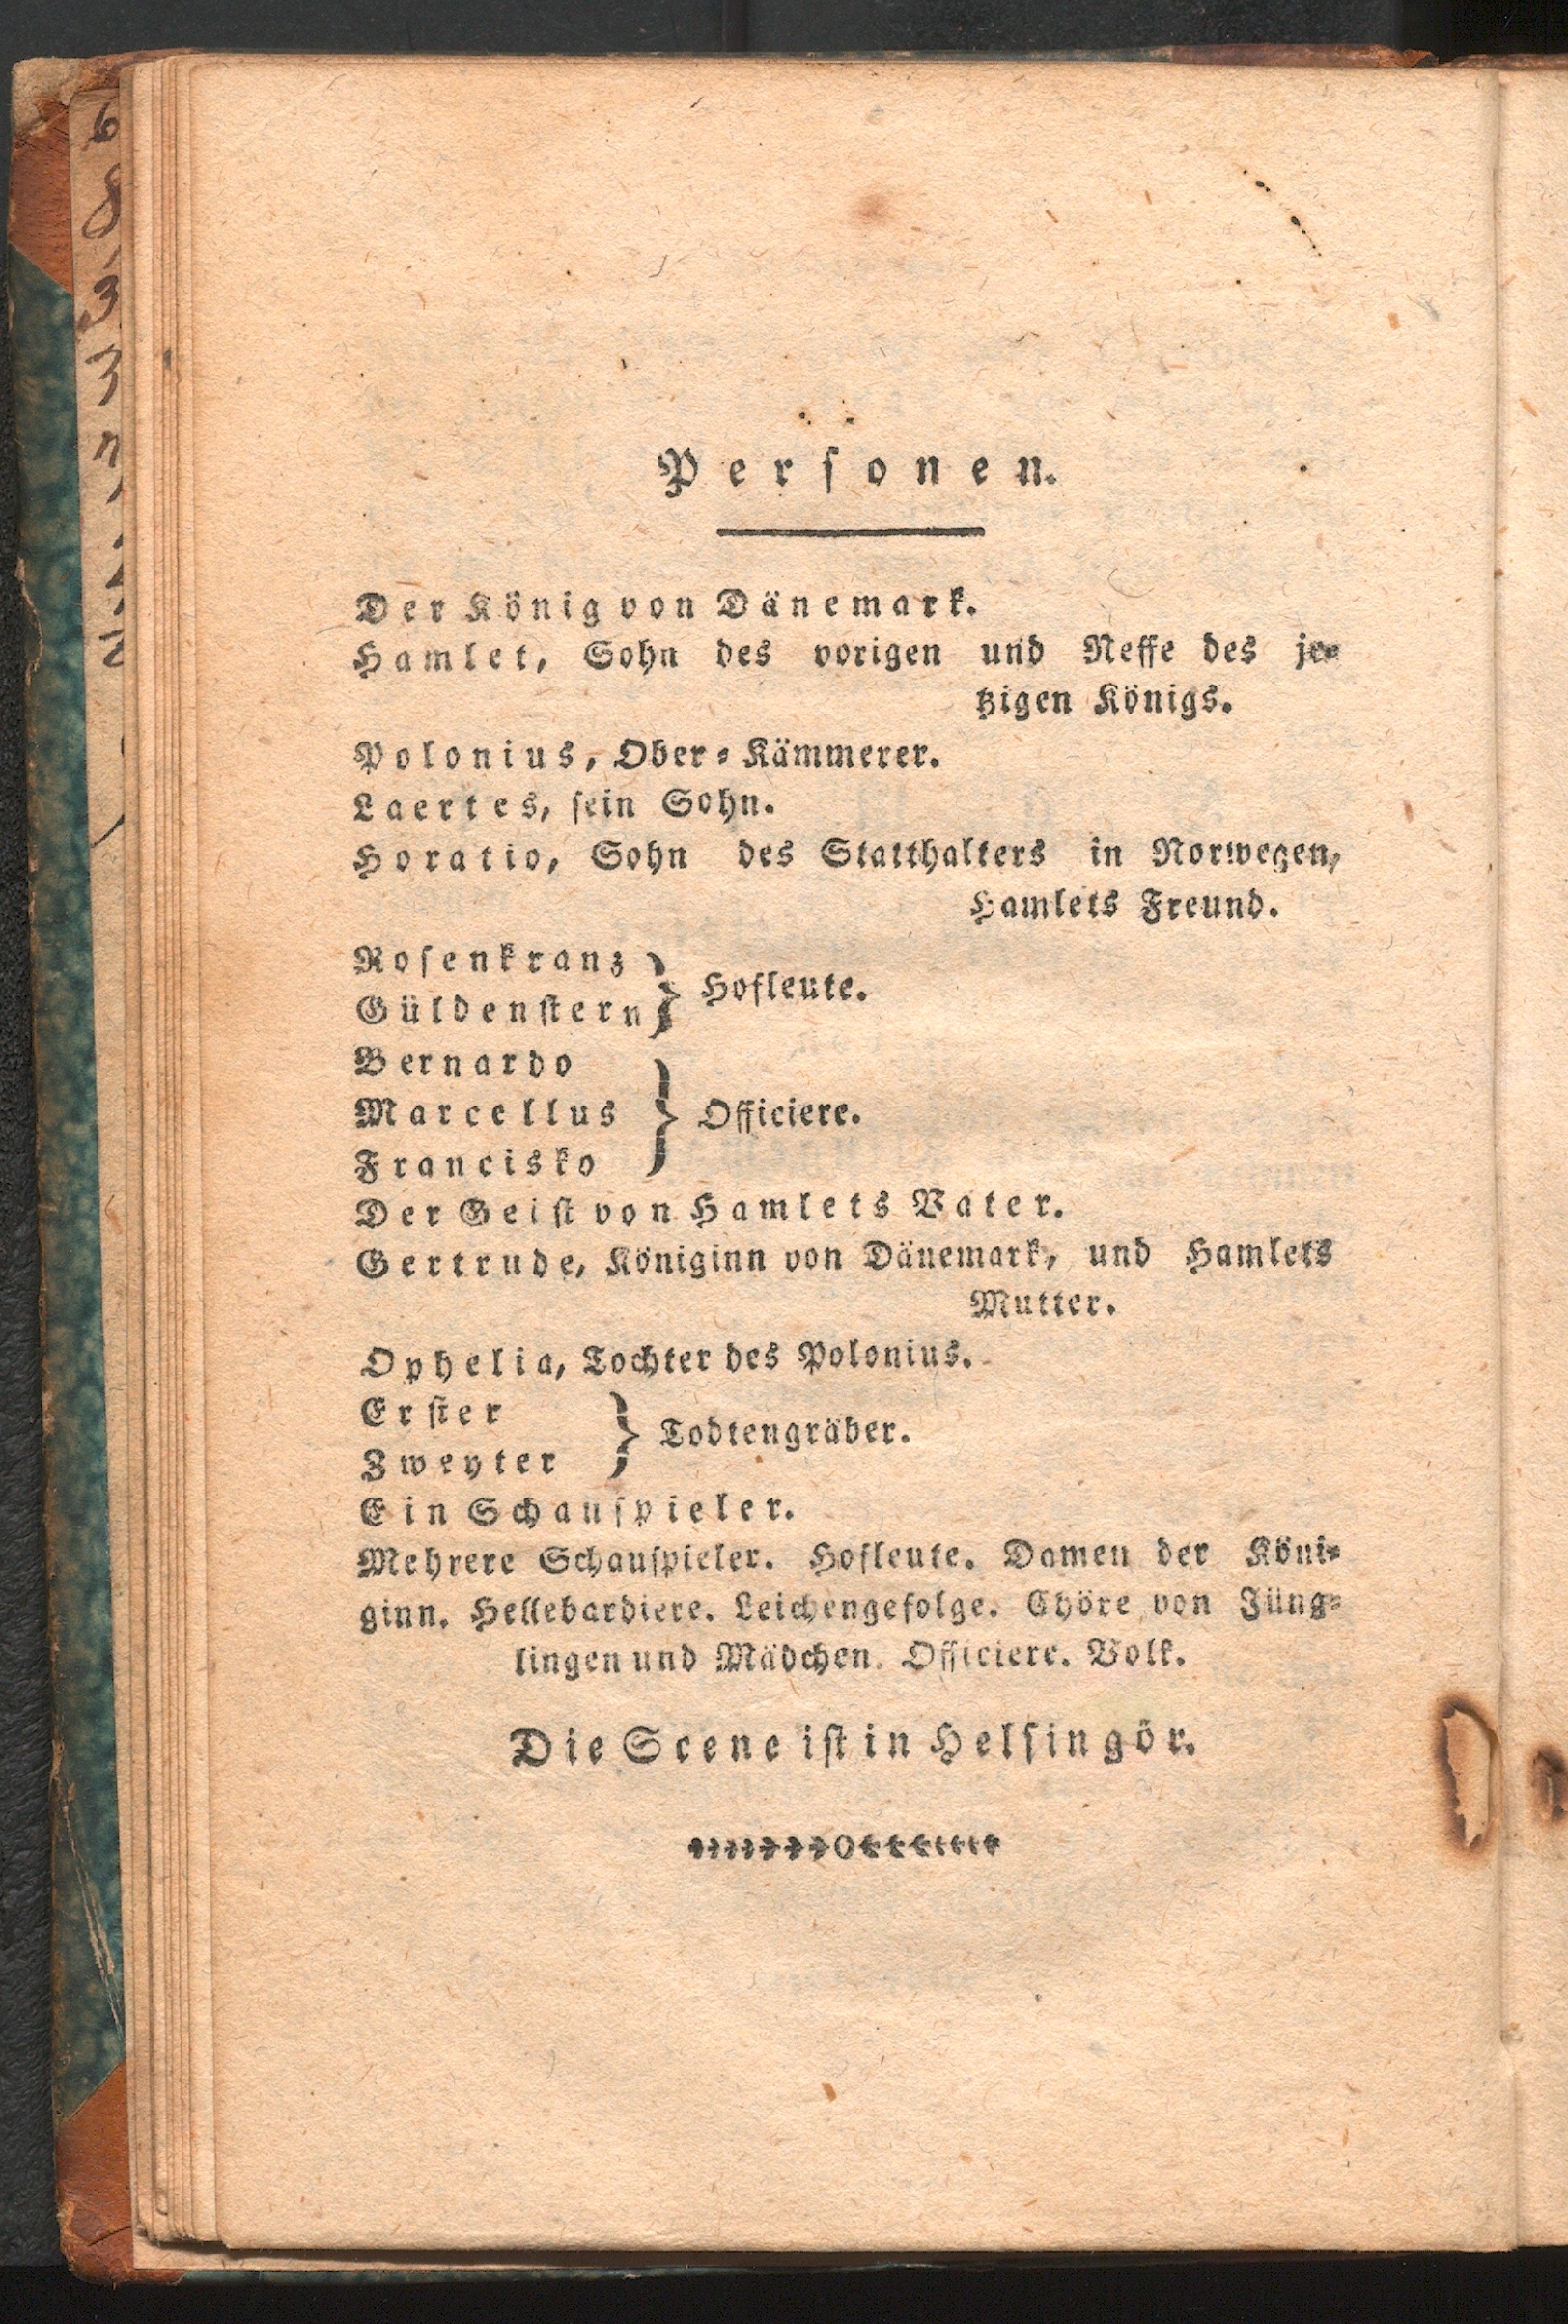 Personen.
Der König von Dänemark.
Hamlet, Sohn des vorigen und Neffe des je-
tzigen Königs.
Polonius, Ober-Kämmerer.
Laertes, sein Sohn.
Horatio, Sohn des Statthalters in Norwegen,
Hamlets Freund.
Rosenkranz
Güldenstern } Hofleute.
Bernardo
Marcellus } Officiere.
Francisko
Der Geist von Hamlets Vater.
Gertrude, Königinn von Dänemark, und Hamlets
Mutter.
Ophelia, Tochter des Polonius.
Erster
Zweyter } Todtengräber.
Ein Schauspieler.
Mehrere Schauspieler. Hofleute. Damen der Köni-
ginn. Hellebardiere. Leichengefolge. Chöre von Jüng-
lingen und Mädchen. Officiere. Volk.
Die Scene ist in Helsingör.
6
8
3
3